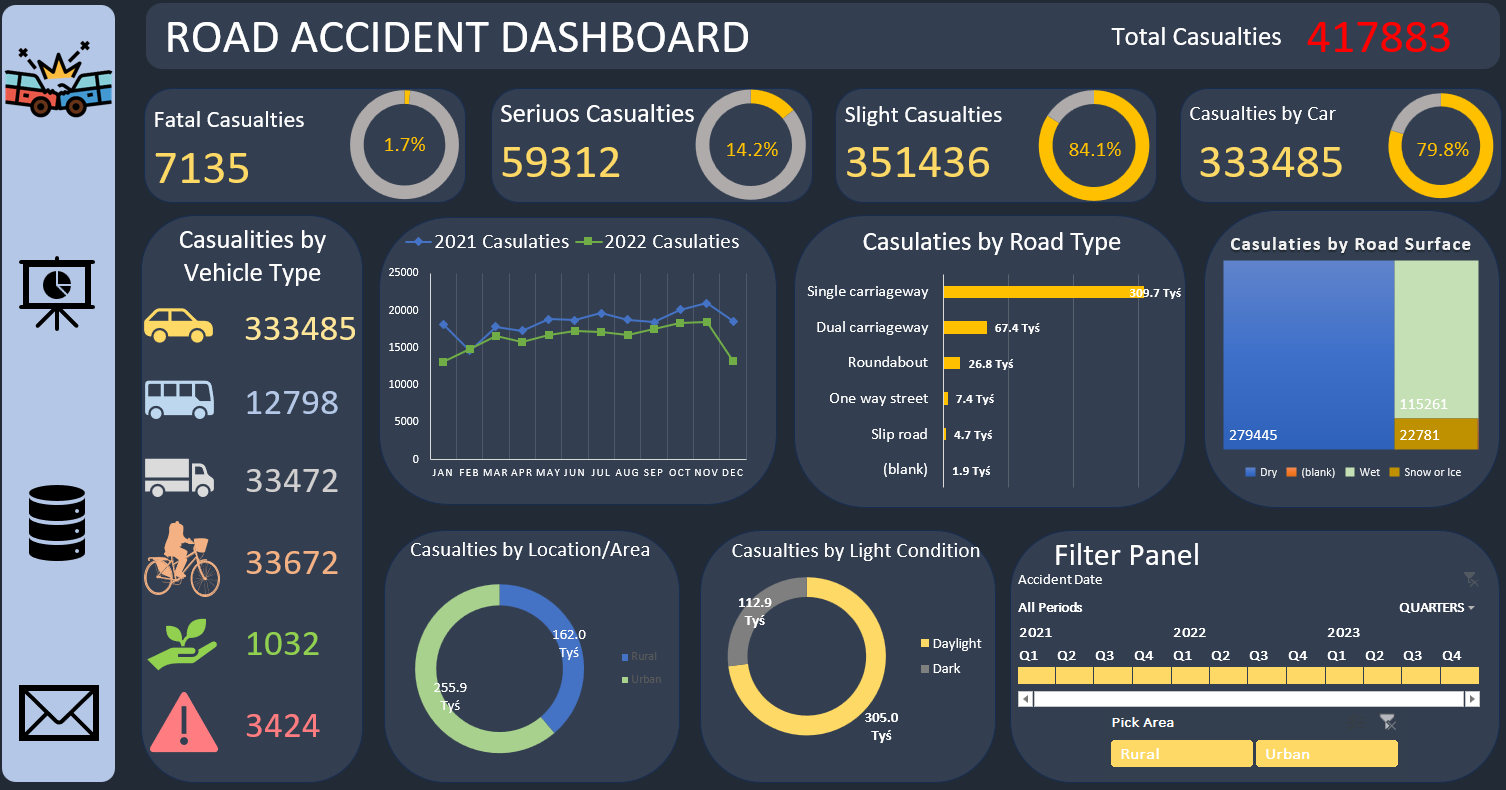 ROAD ACCIDENT DASHBOARD
Total Casualties 417883
Fatal Casualties
7135
1.7%
Seriuos Casualties
59312
14.2%
Slight Casualties
351436
84.1%
Casualties by Car
333485
79.8%
Casualities by
Vehicle Type
333485
12798
33472
33672
1032
3424
2021 Casulaties 2022 Casulaties
25000
20000
15000
10000
5000
0
JAN FEB MAR APR MAY JUN JUL AUG SEP OCT NOV DEC
Casulaties by Road Type
Single carriageway 309.7 Tyś
Dual carriageway 67.4 Tyś
Roundabout 26.8 Tyś
One way street 7.4 Tyś
Slip road 4.7 Tyś
(blank) 1.9 Tyś
Casulaties by Road Surface
115261
279445
22781
Dry (blank) Wet Snow or Ice
Casualties by Location/Area
162.0
Tyś
255.9
Tyś
Rural
Urban
Casualties by Light Condition
112.9
Tyś
305.0
Tyś
Daylight
Dark
Filter Panel
Accident Date
All Periods QUARTERS
2021 2022 2023
Q1 Q2 Q3 Q4 Q1 Q2 Q3 Q4 Q1 Q2 Q3 Q4
Pick Area
Rural Urban